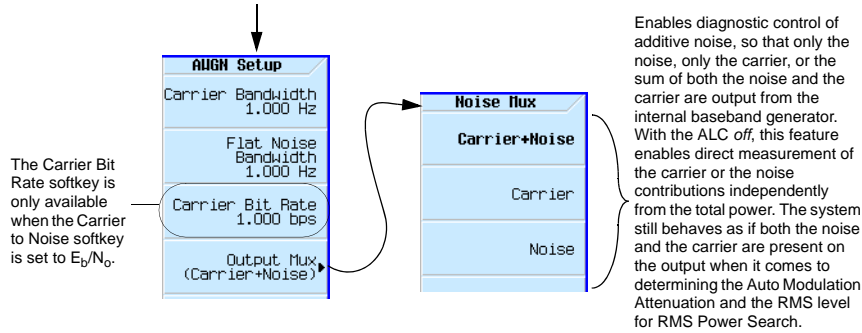 The Carrier Bit
Rate softkey is
only available
when the Carrier
to Noise softkey
is set to Eb/No.
AWGN Setup
Carrier Bandwidth
1.000 Hz
Flat Noise
Bandwidth
1.000 Hz
Carrier Bit Rate
1.000 bps
Output Mux
(Carrier+Noise)
Noise Mux
Carrier+Noise
Carrier
Noise
Enables diagnostic control of
additive noise, so that only the
noise, only the carrier, or the
sum of both the noise and the
carrier are output from the
internal baseband generator.
With the ALC off, this feature
enables direct measurement of
the carrier or the noise
contributions independently
from the total power. The system
still behaves as if both the noise
and the carrier are present on
the output when it comes to
determining the Auto Modulation
Attenuation and the RMS level
for RMS Power Search.